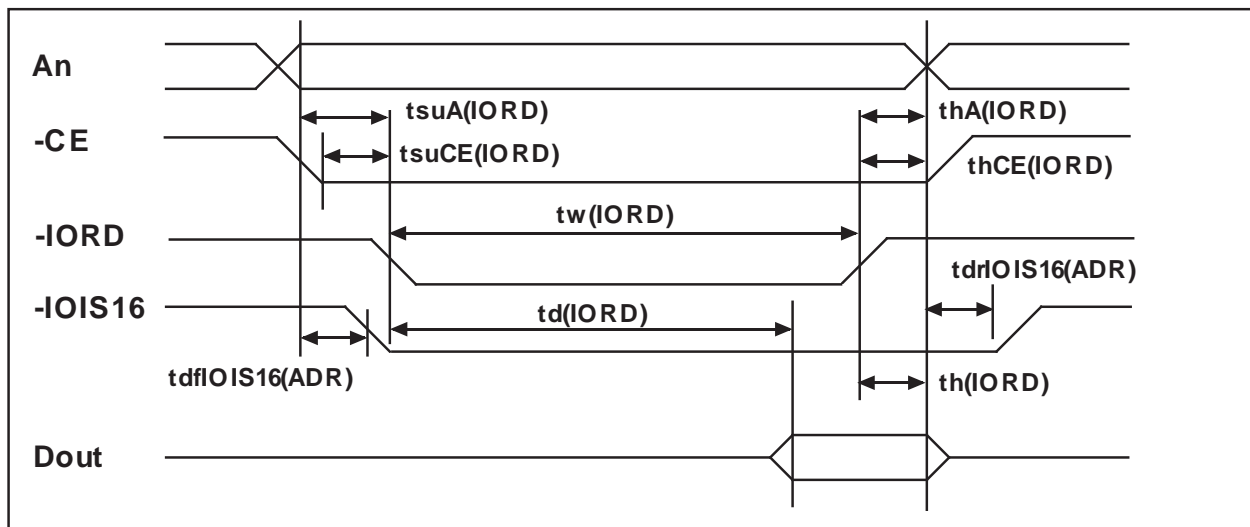 An
tsuA(IORD)
thA(IORD)
-CE
tsuCE(IORD)
thCE(IORD)
tw(IORD)
-IORD
tdrIOIS16(ADR)
-IOIS16
td(IORD)
tdfIOIS16(ADR)
th(IORD)
Dout